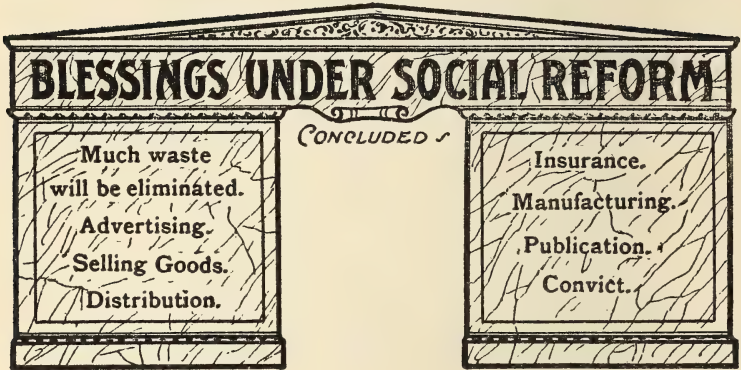 BLESSINGS UNDER SOCIAL REFORM
CONCLUDED
Much waste
will be eliminated.
Advertising.
Selling Goods.
Distribution.
Insurance.
Manufacturing.
Publication.
Convict.